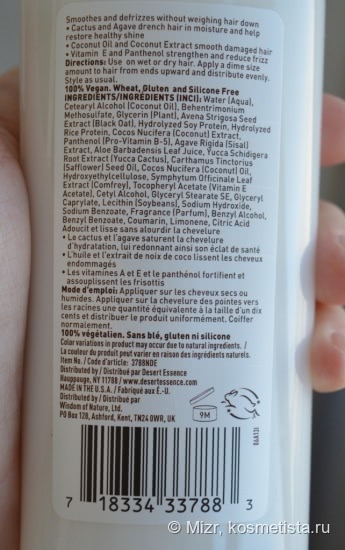 Smoothes and defrizzes without weighing hair down
• Cactus and Agave drench hair in moisture and help
restore healthy shine
• Coconut Oil and Coconut Extract smooth damaged hair
• Vitamin E and Panthenol strengthen and reduce frizz
Directions: Use on wet or dry hair. Apply a dime size
amount to hair from ends upward and distribute evenly.
Style as usual.
100% Vegan. Wheat, Gluten and Silicone Free
INGREDIENTS/INGRÉDIENTS (INCI): Water (Aqua),
Cetearyl Alcohol (Coconut Oil), Behentrimonium
Methosulfate, Glycerin (Plant), Avena Strigosa Seed
Extract (Black Oat), Hydrolyzed Soy Protein, Hydrolyzed
Rice Protein, Cocos Nucifera (Coconut) Extract,
Panthenol (Pro-Vitamin B-5), Agave Rigida (Sisal)
Extract, Aloe Barbadensis Leaf Juice, Yucca Schidigera
Root Extract (Yucca Cactus), Carthamus Tinctorius
(Safflower) Seed Oil, Cocos Nucifera (Coconut) Oil,
Hydroxyethylcellulose, Symphytum Officinale Leaf
Extract (Comfrey), Tocopheryl Acetate (Vitamin E
Acetate), Cetyl Alcohol, Glyceryl Stearate SE, Glyceryl
Caprylate, Lecithin (Soybeans), Sodium Hydroxide,
Sodium Benzoate, Fragrance (Parfum), Benzyl Alcohol,
Benzyl Benzoate, Coumarin, Limonene, Citric Acid
Adoucit et lisse sans alourdir la chevelure
• Le cactus et l'agave saturent la chevelure
d'hydratation, lui redonnant ainsi son éclat de santé
• L'huile et l'extrait de noix de coco lissent les cheveux
endommagés
• Les vitamines A et E et le panthénol fortifient et
assouplissent les frisottis
Mode d'emploi: Appliquer sur les cheveux secs ou
humides. Appliquer sur la chevelure des pointes vers
les racines une quantité équivalente à la taille d'un dix
cents et distribuer le produit uniformément. Coiffer
normalement.
100% végétalien. Sans blé, gluten ni silicone
Color variations in product may occur due to natural ingredients. /
La couleur du produit peut varier en raison des ingrédients naturels.
Item No. / Code d'article: 3788NDE
Distributed by / Distribué par Desert Essence
Hauppauge, NY 11788 / www.desertessence.com
MADE IN THE U.S.A. / Fabriqué aux É.-U.
Distributed by / Distribué par
Wisdom of Nature, Ltd.
PO Box 128, Ashford, Kent, TN24 0WR, UK
9M
7 18334 33788 3
© Mizr, kosmetista.ru